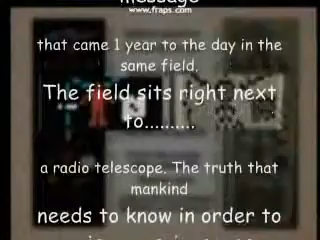 message
www.fraps.com
that came 1 year to the day in the
same field.
The field sits right next
to..........
a radio telescope. The truth that
mankind
needs to know in order to